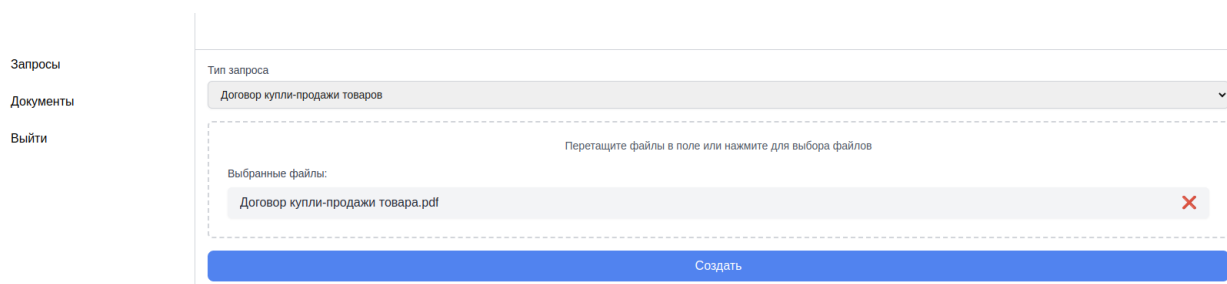 Запросы
Документы
Выйти
Тип запроса
Договор купли-продажи товаров
Перетащите файлы в поле или нажмите для выбора файлов
Выбранные файлы:
Договор купли-продажи товара.pdf
Создать